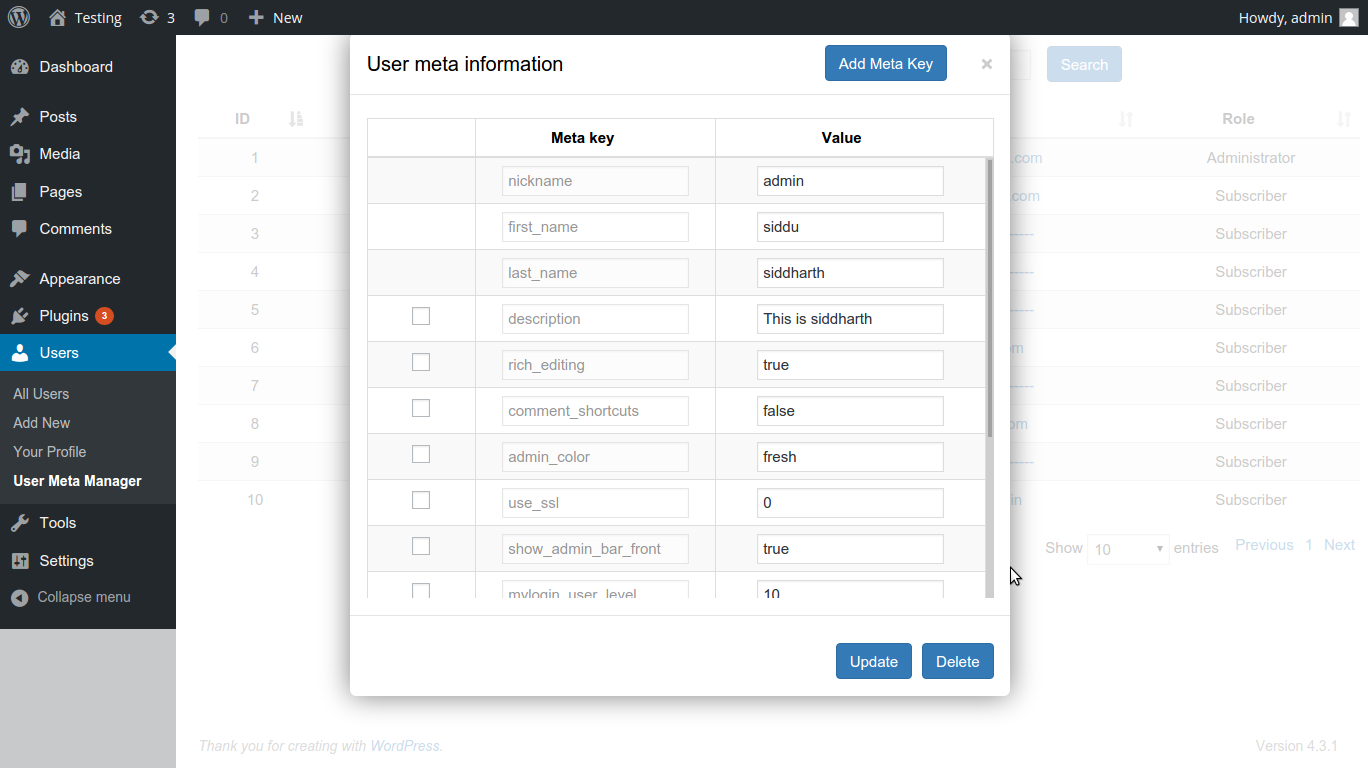 Testing 3 0 New Howdy, admin
Dashboard
Posts
Media
Pages
Comments
Appearance
Plugins 3
Users
All Users
Add New
Your Profile
User Meta Manager
Tools
Settings
Collapse menu
User meta information Add Meta Key ×
Meta key Value
nickname admin
first_name siddu
last_name siddharth
description This is siddharth
rich_editing true
comment_shortcuts false
admin_color fresh
use_ssl 0
show_admin_bar_front true
mylogin_user_level 10
Update Delete
Search
ID Role
1 .com Administrator
2 .com Subscriber
3 Subscriber
4 Subscriber
5 Subscriber
6 Subscriber
7 Subscriber
8 Subscriber
9 Subscriber
10 in Subscriber
Show 10 entries Previous 1 Next
Thank you for creating with WordPress. Version 4.3.1